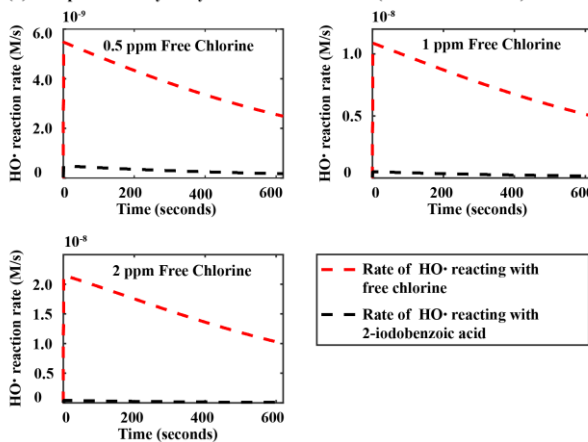 10⁻⁹
6.0
4.0
2.0
0
HO· reaction rate (M/s)
0.5 ppm Free Chlorine
0 200 400 600
Time (seconds)
10⁻⁸
1.0
0.5
0
HO· reaction rate (M/s)
1 ppm Free Chlorine
0 200 400 600
Time (seconds)
10⁻⁸
2.0
1.5
1.0
0.5
0
HO· reaction rate (M/s)
2 ppm Free Chlorine
0 200 400 600
Time (seconds)
Rate of HO· reacting with
free chlorine
Rate of HO· reacting with
2-iodobenzoic acid